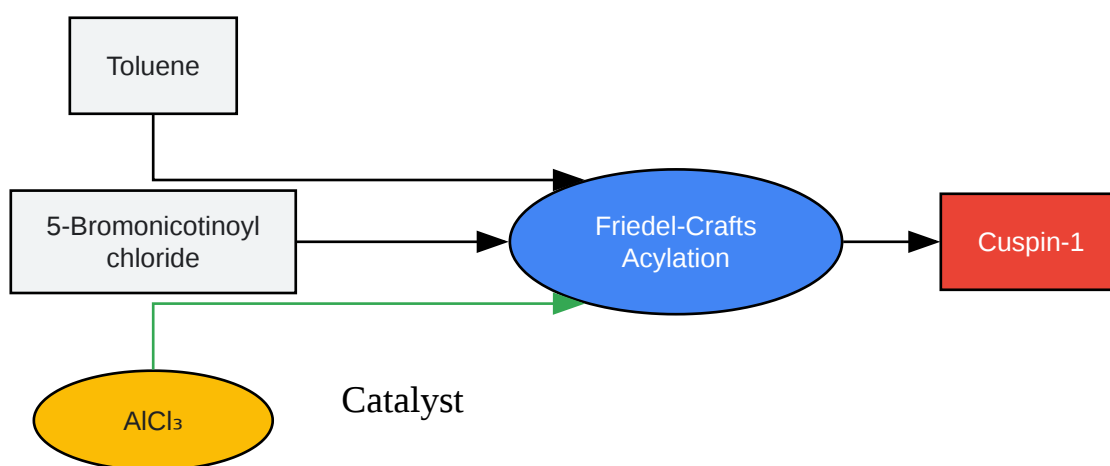 Toluene
5-Bromonicotinoyl
chloride
Friedel-Crafts
Acylation
Cuspin-1
AlCl₃
Catalyst